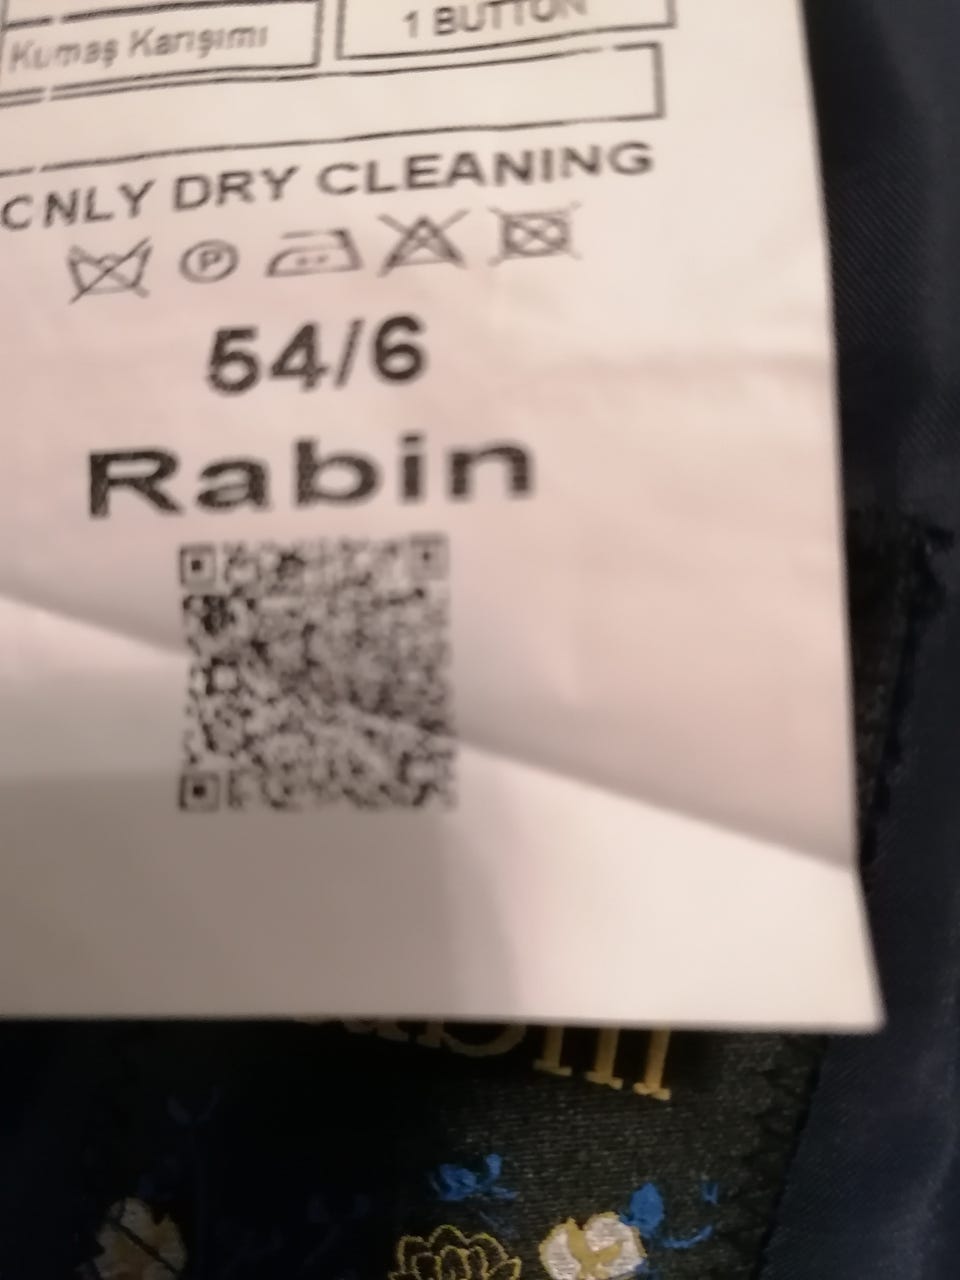 1 BUTTON
Kumaş Karışımı
CNLY DRY CLEANING
P
54/6
Rabin